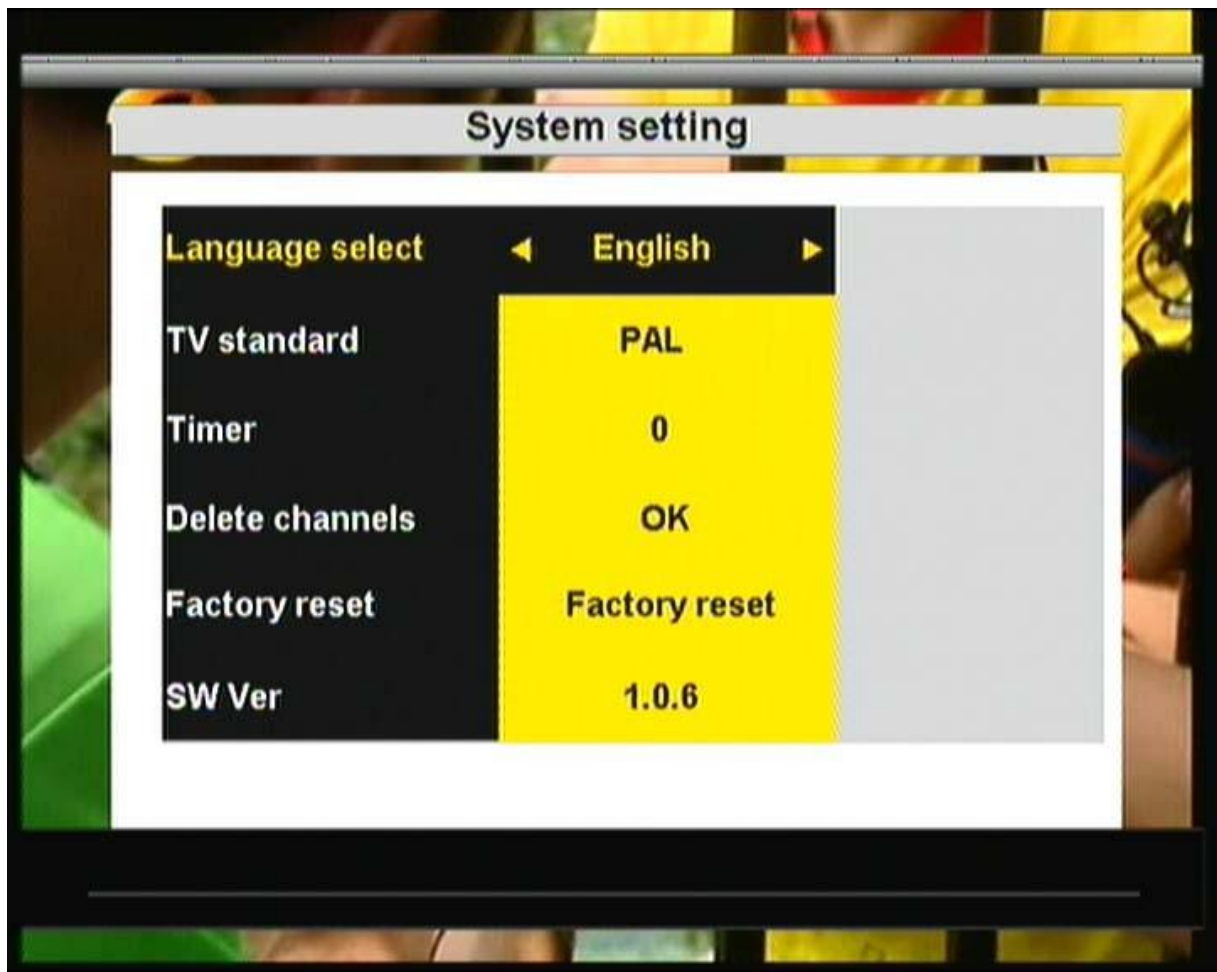 System setting
Language select English
TV standard PAL
Timer 0
Delete channels OK
Factory reset Factory reset
SW Ver 1.0.6